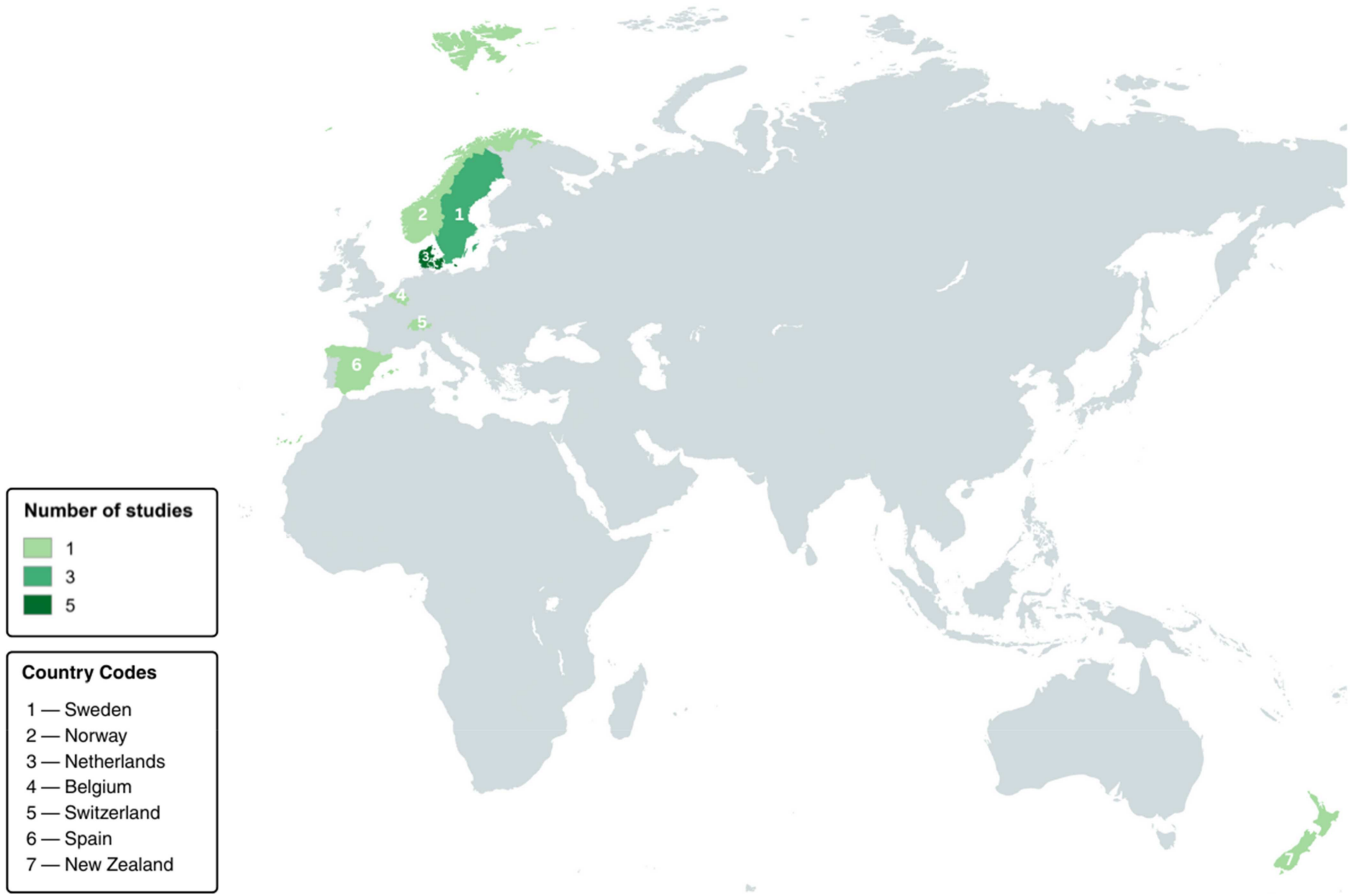 2
1
3
4
5
6
Number of studies
1
3
5
Country Codes
1 — Sweden
2 — Norway
3 — Netherlands
4 — Belgium
5 — Switzerland
6 — Spain
7 — New Zealand
7